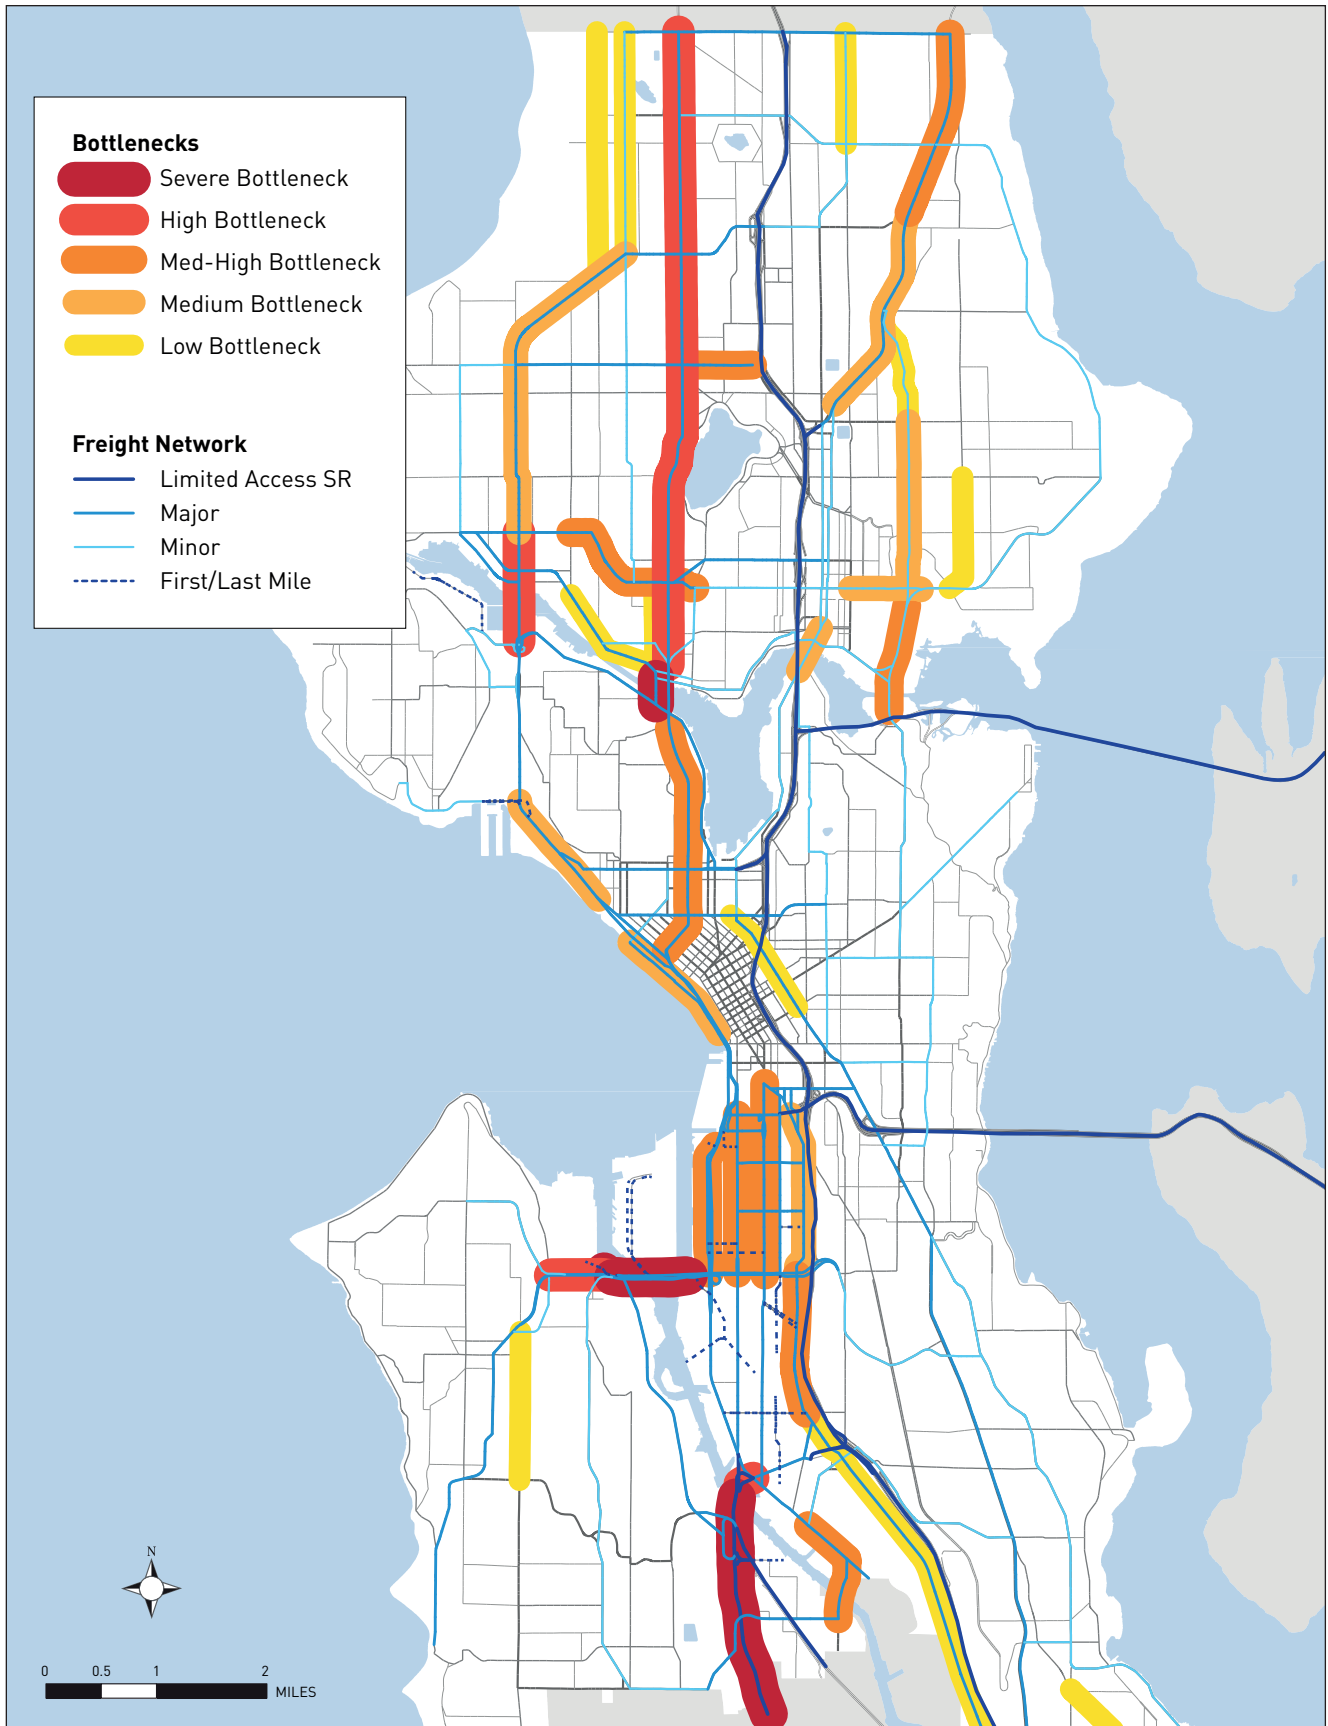 Bottlenecks
Severe Bottleneck
High Bottleneck
Med-High Bottleneck
Medium Bottleneck
Low Bottleneck
Freight Network
Limited Access SR
Major
Minor
First/Last Mile
N
0 0.5 1 2
MILES